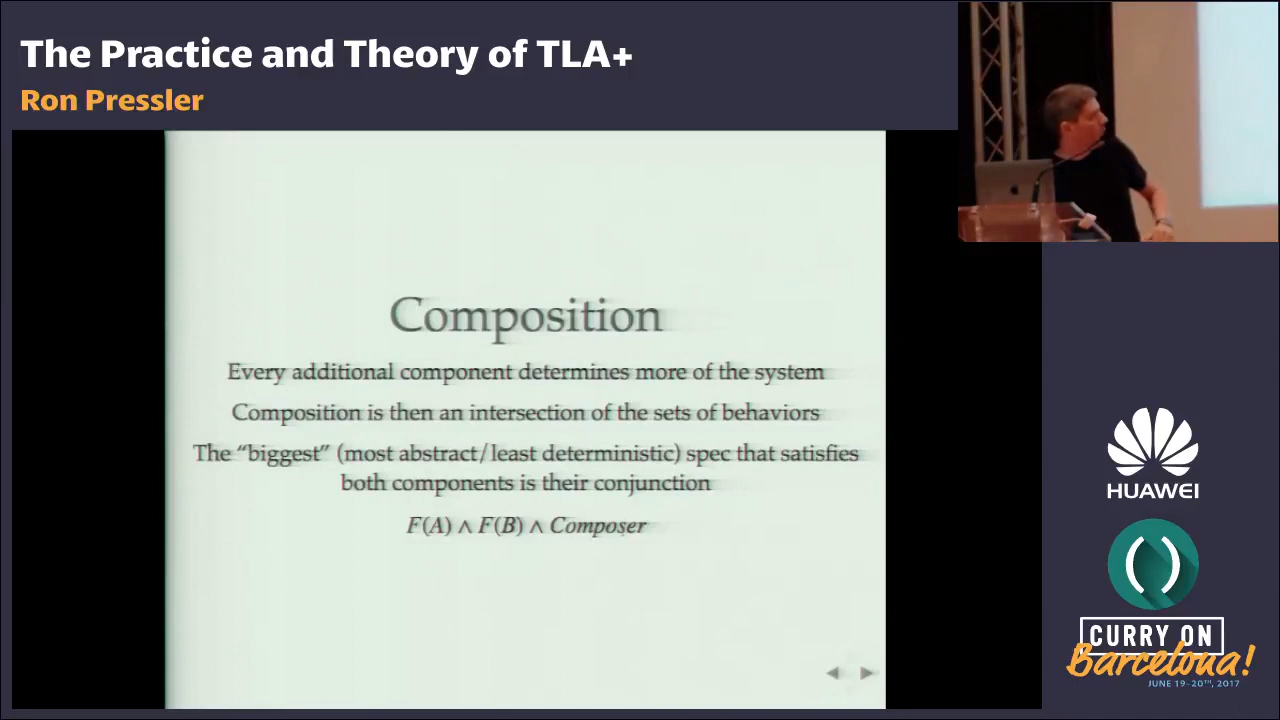 The Practice and Theory of TLA+
Ron Pressler
Composition
Every additional component determines more of the system
Composition is then an intersection of the sets of behaviors
The “biggest” (most abstract/least deterministic) spec that satisfies
both components is their conjunction
F(A) ∧ F(B) ∧ Composer
HUAWEI
CURRY ON
Barcelona!
JUNE 19-20TH, 2017